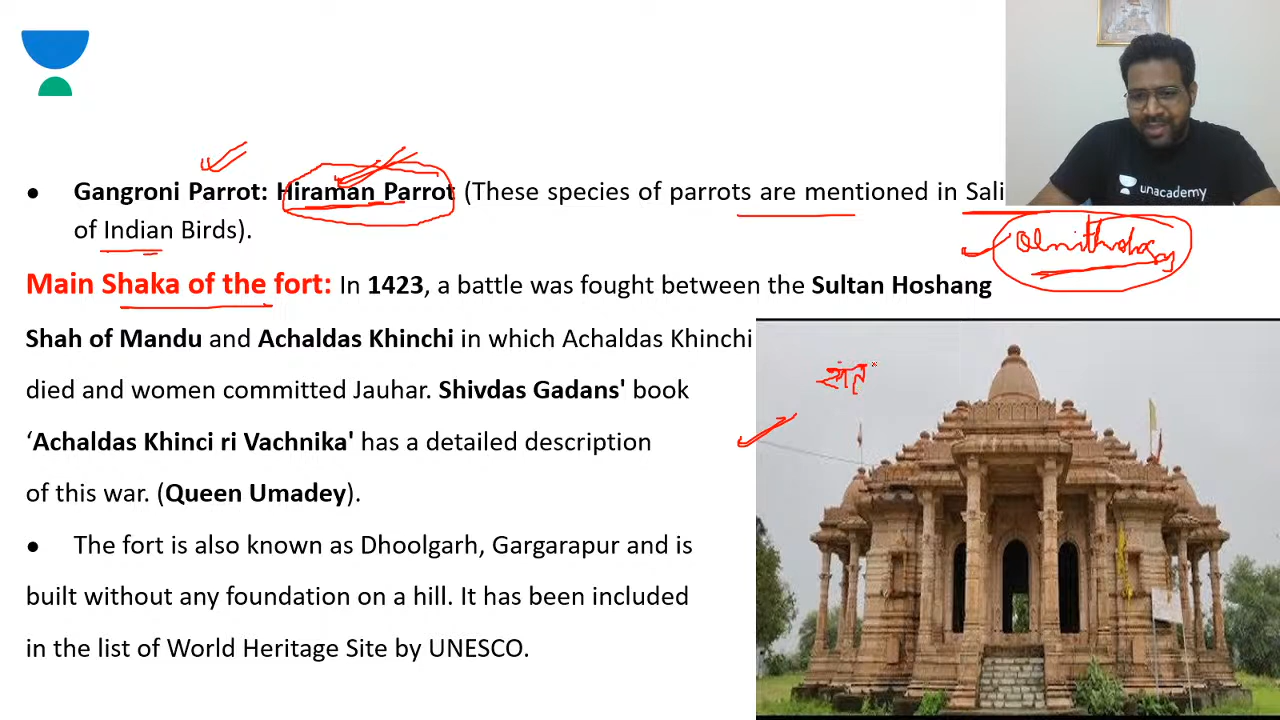 unacademy
● Gangroni Parrot: Hiraman Parrot (These species of parrots are mentioned in Sali
of Indian Birds).
Main Shaka of the fort: In 1423, a battle was fought between the Sultan Hoshang
Shah of Mandu and Achaldas Khinchi in which Achaldas Khinchi
died and women committed Jauhar. Shivdas Gadans' book
‘Achaldas Khinci ri Vachnika' has a detailed description
of this war. (Queen Umadey).
● The fort is also known as Dhoolgarh, Gargarapur and is
built without any foundation on a hill. It has been included
in the list of World Heritage Site by UNESCO.